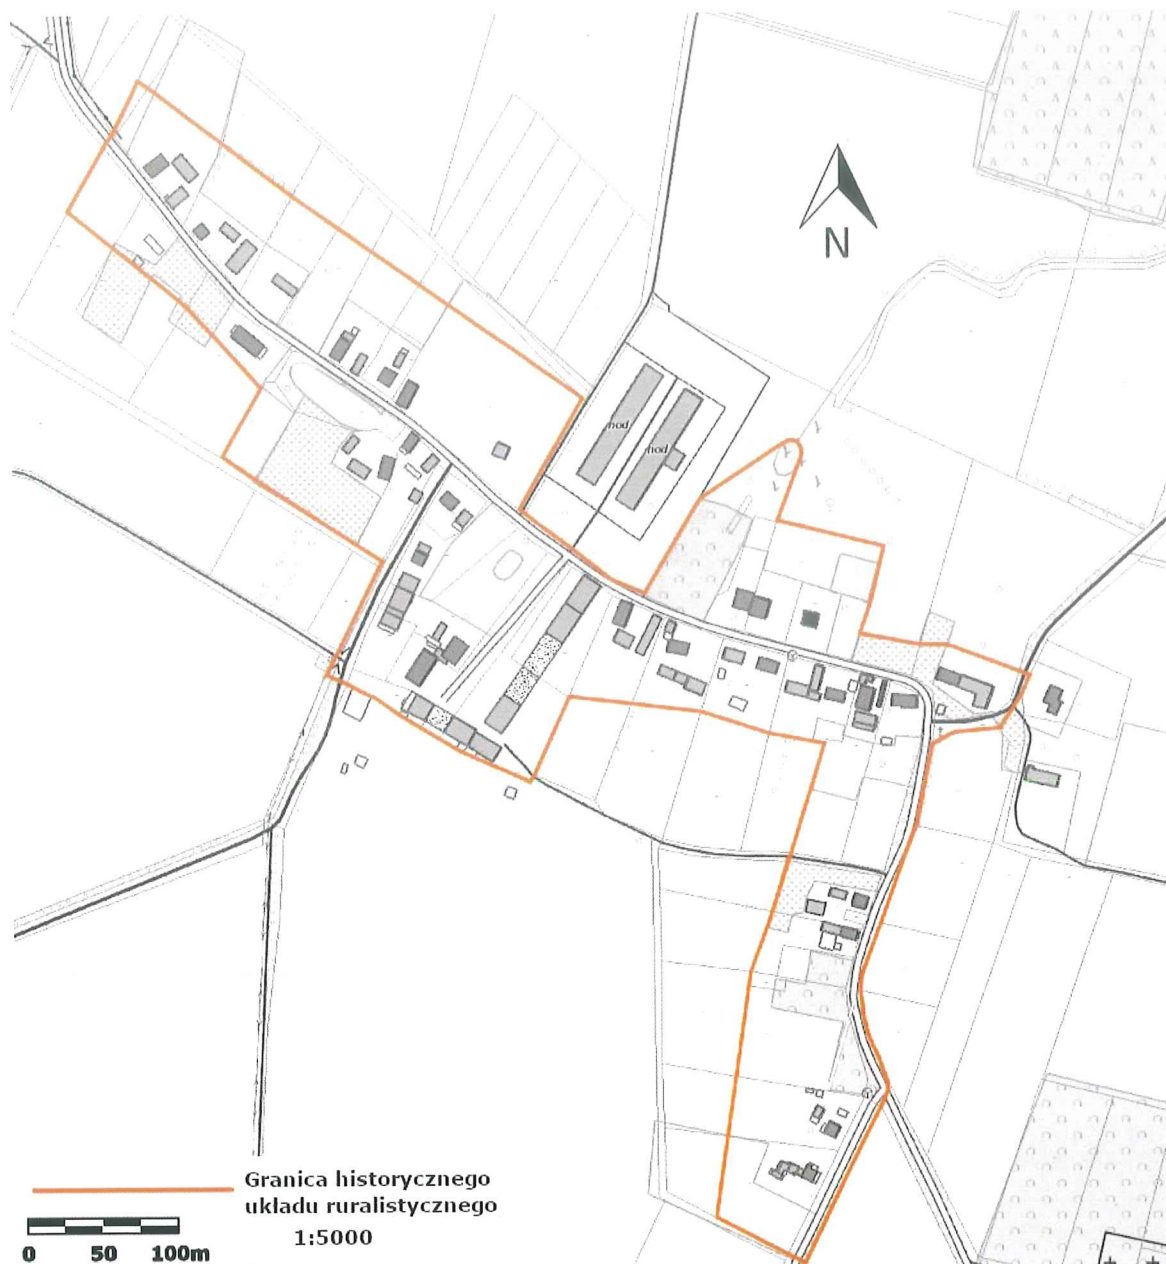 N
hod
hod
Granica historycznego
układu ruralistycznego
1:5000
0 50 100m